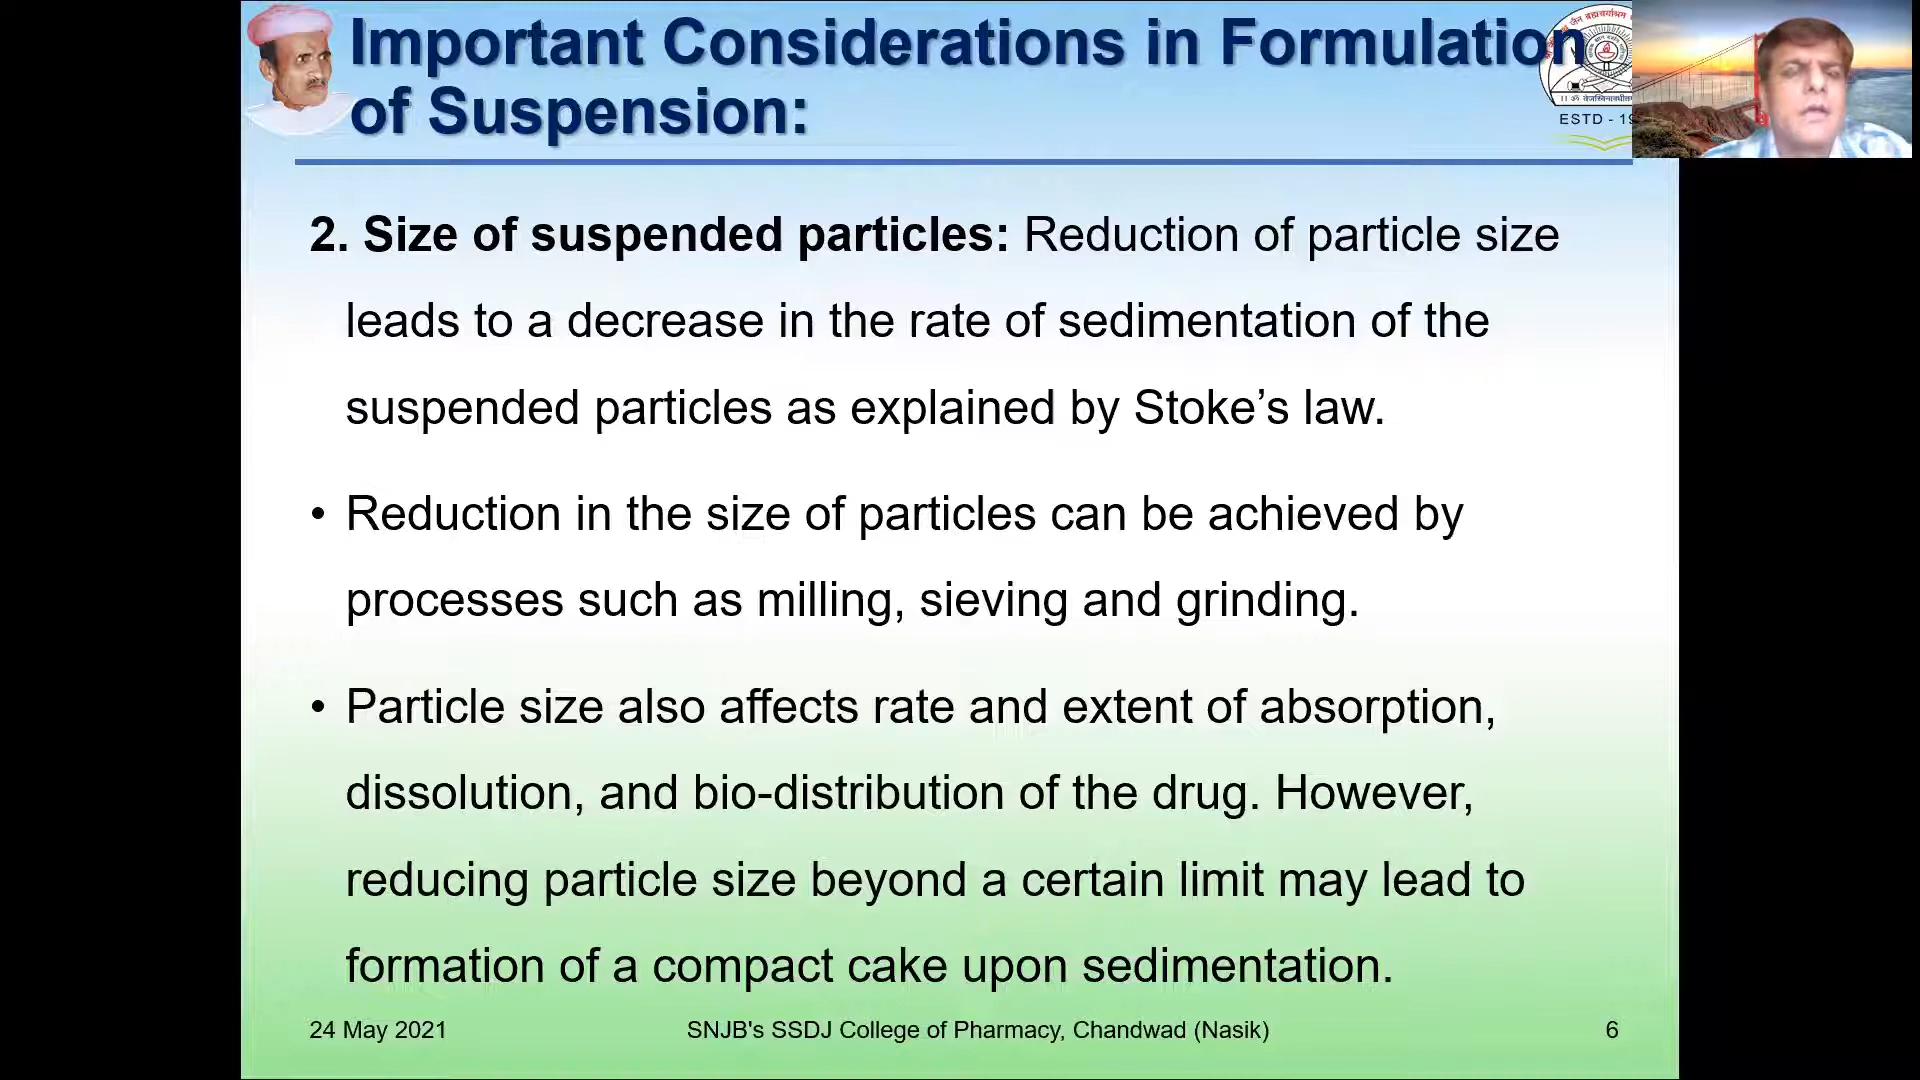 Important Considerations in Formulation
of Suspension:
ESTD - 19
2. Size of suspended particles: Reduction of particle size
leads to a decrease in the rate of sedimentation of the
suspended particles as explained by Stoke’s law.
• Reduction in the size of particles can be achieved by
processes such as milling, sieving and grinding.
• Particle size also affects rate and extent of absorption,
dissolution, and bio-distribution of the drug. However,
reducing particle size beyond a certain limit may lead to
formation of a compact cake upon sedimentation.
24 May 2021
SNJB's SSDJ College of Pharmacy, Chandwad (Nasik)
6